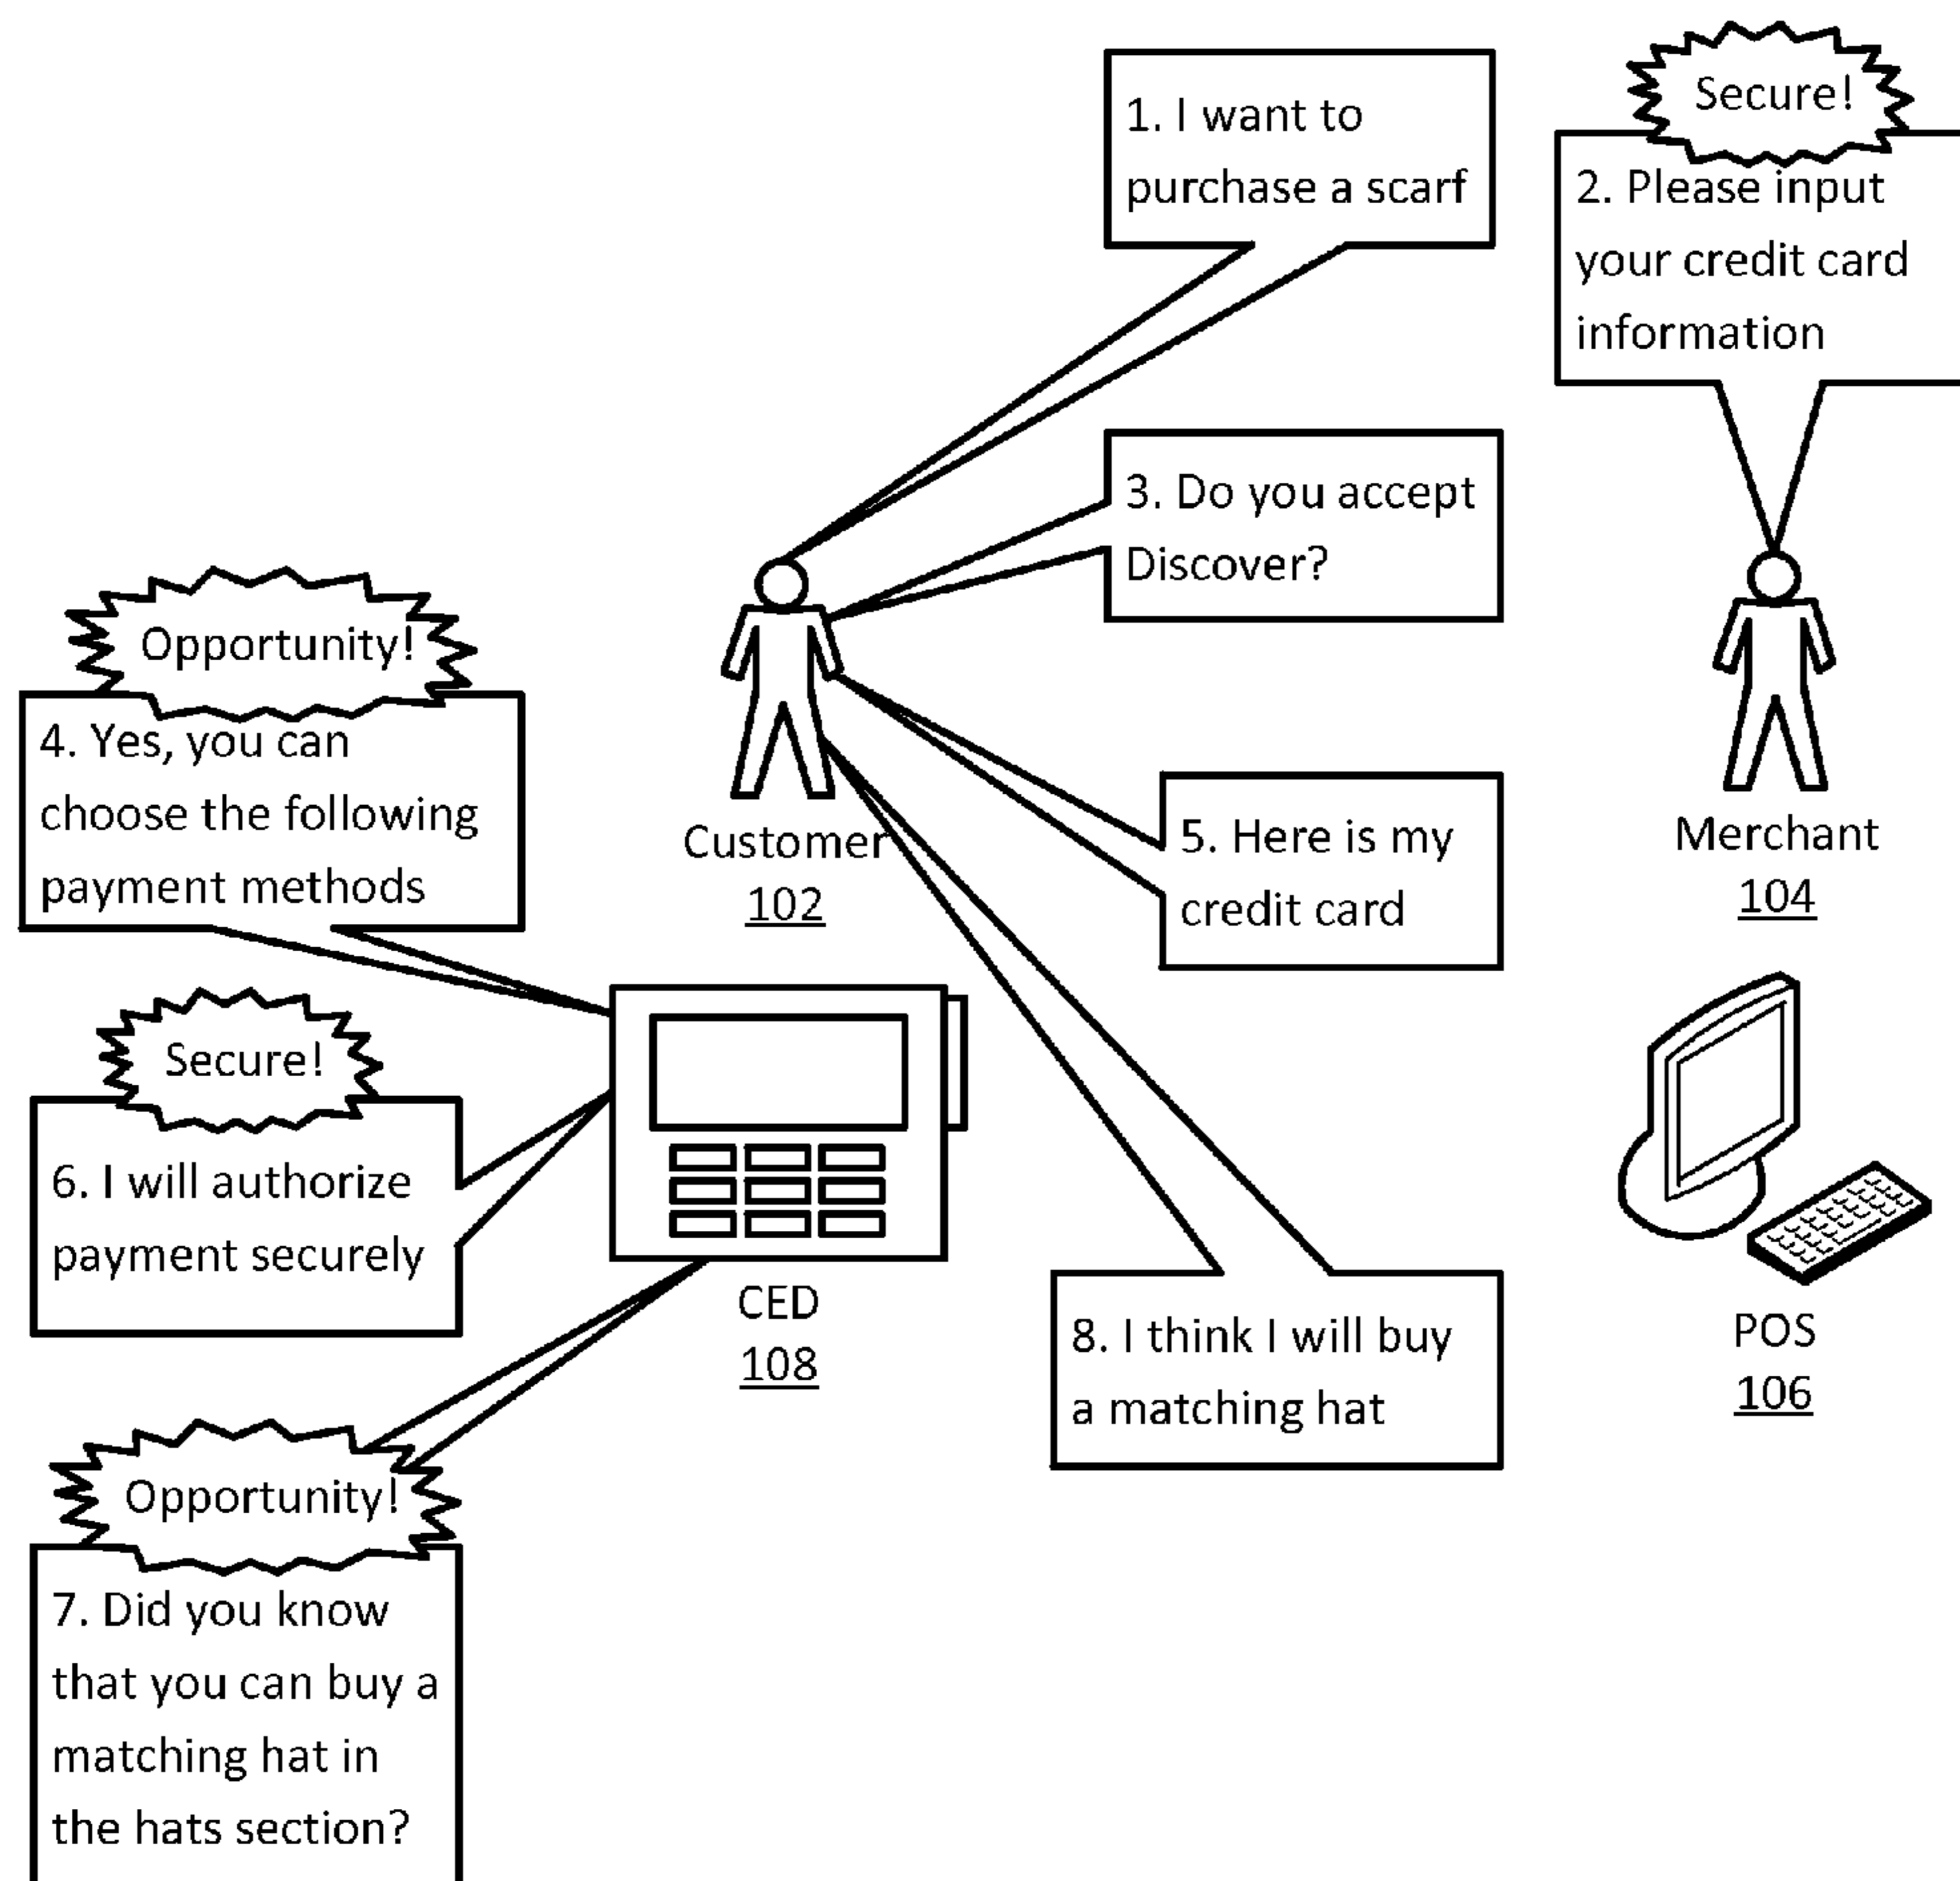 1. I want to
purchase a scarf
Secure!
2. Please input
your credit card
information
3. Do you accept
Discover?
Opportunity!
4. Yes, you can
choose the following
payment methods
Customer
102
5. Here is my
credit card
Merchant
104
Secure!
6. I will authorize
payment securely
CED
108
Opportunity!
7. Did you know
that you can buy a
matching hat in
the hats section?
8. I think I will buy
a matching hat
POS
106